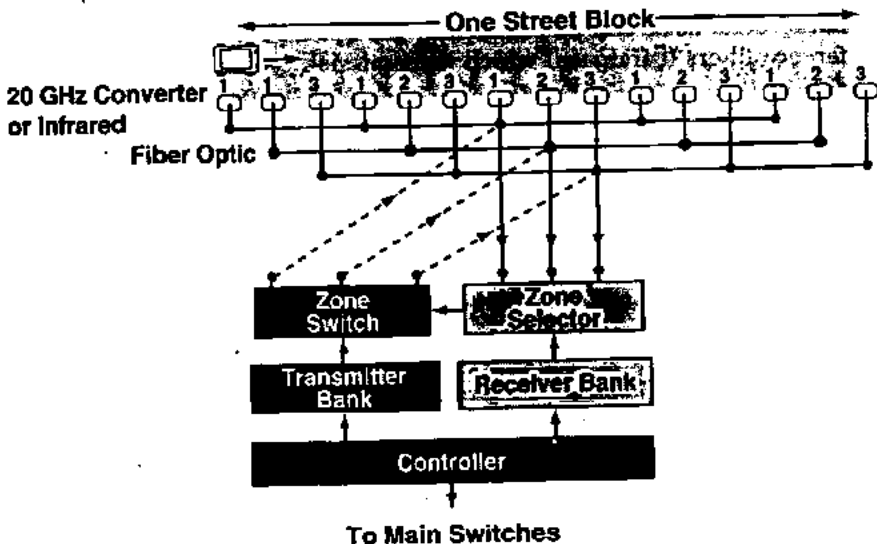 One Street Block
1 1 3 1 2 3 1 2 3 1 2 3 1 2 3
20 GHz Converter
or Infrared
Fiber Optic
Zone
Switch
Zone
Selector
Transmitter
Bank
Receiver Bank
Controller
To Main Switches